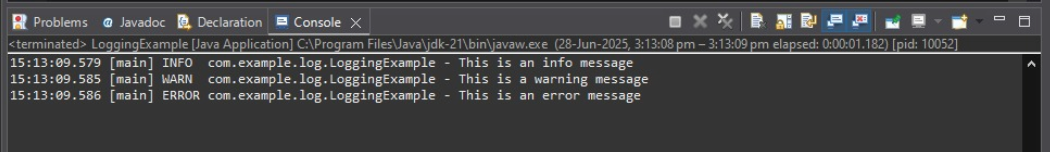 Problems @ Javadoc Declaration Console ×
<terminated> LoggingExample [Java Application] C:\Program Files\Java\jdk-21\bin\javaw.exe (28-Jun-2025, 3:13:08 pm – 3:13:09 pm elapsed: 0:00:01.182) [pid: 10052]
15:13:09.579 [main] INFO  com.example.log.LoggingExample - This is an info message
15:13:09.585 [main] WARN  com.example.log.LoggingExample - This is a warning message
15:13:09.586 [main] ERROR com.example.log.LoggingExample - This is an error message